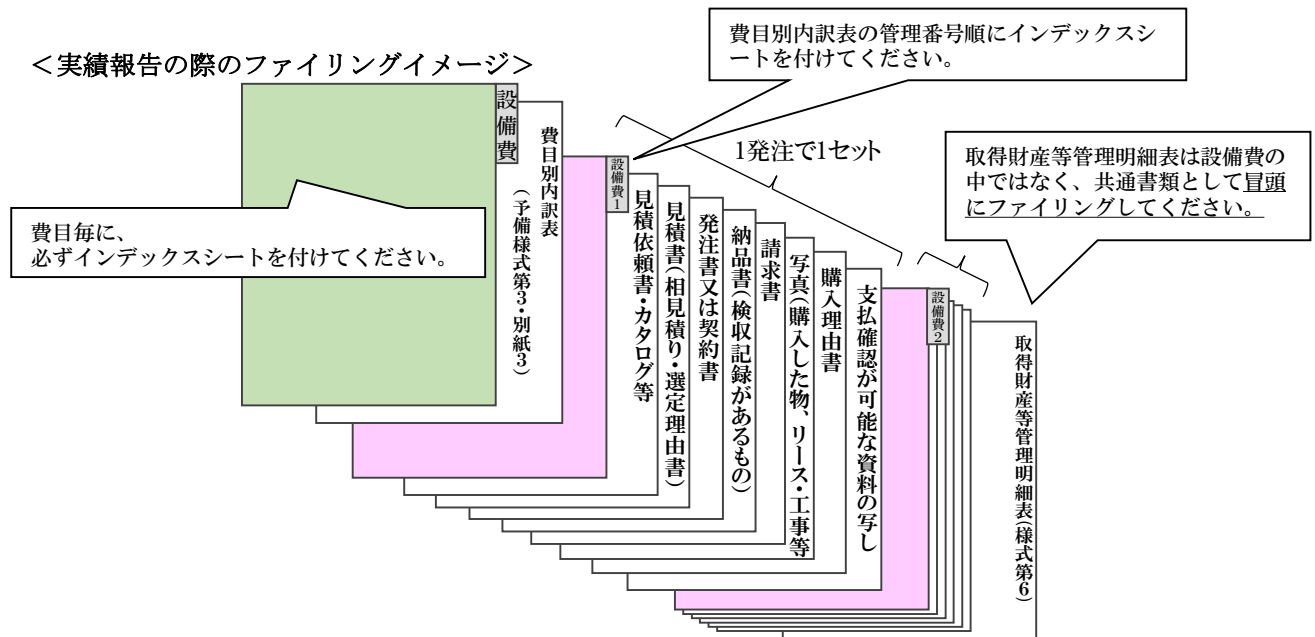 ＜実績報告の際のファイリングイメージ＞
費目別内訳表の管理番号順にインデックスシ
ートを付けてください。
1発注で1セット
取得財産等管理明細表は設備費の
中ではなく、共通書類として冒頭
にファイリングしてください。
費目毎に、
必ずインデックスシートを付けてください。
設備費
費目別内訳表
（予備様式第3・別紙3）
設備費1
見積依頼書・カタログ等
見積書（相見積り・選定理由書）
発注書又は契約書
納品書（検収記録があるもの）
請求書
写真（購入した物、リース・工事等
購入理由書
支払確認が可能な資料の写し
設備費2
取得財産等管理明細表（様式第6）